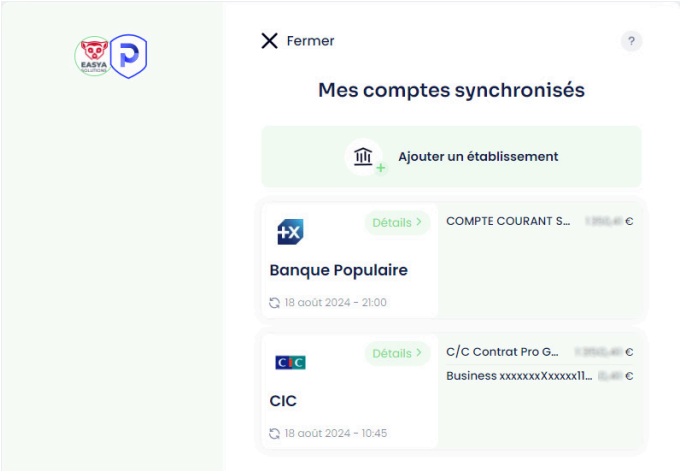 EASYA
SOLUTIONS
Fermer
?
Mes comptes synchronisés
Ajouter un établissement
Détails >
COMPTE COURANT S... €
Banque Populaire
18 août 2024 - 21:00
Détails >
C/C Contrat Pro G... €
Business xxxxxxxXxxxxx11... €
CIC
CIC
18 août 2024 - 10:45